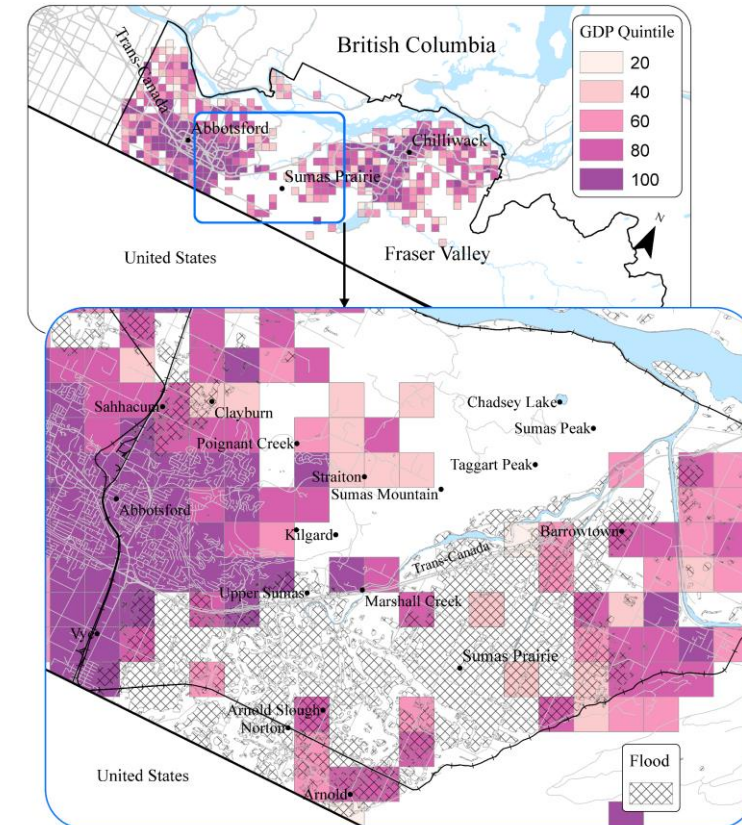 British Columbia
GDP Quintile
20
40
60
80
100
Trans-Canada
Abbotsford
Chilliwack
Sumas Prairie
United States
Fraser Valley
N
Sahhacum
Clayburn
Chadsey Lake
Sumas Peak
Poignant Creek
Taggart Peak
Straiton
Sumas Mountain
Abbotsford
Kilgard
Barrowtown
Trans-Canada
Upper Sumas
Marshall Creek
Vye
Sumas Prairie
Arnold Slough
Norton
United States
Arnold
Flood